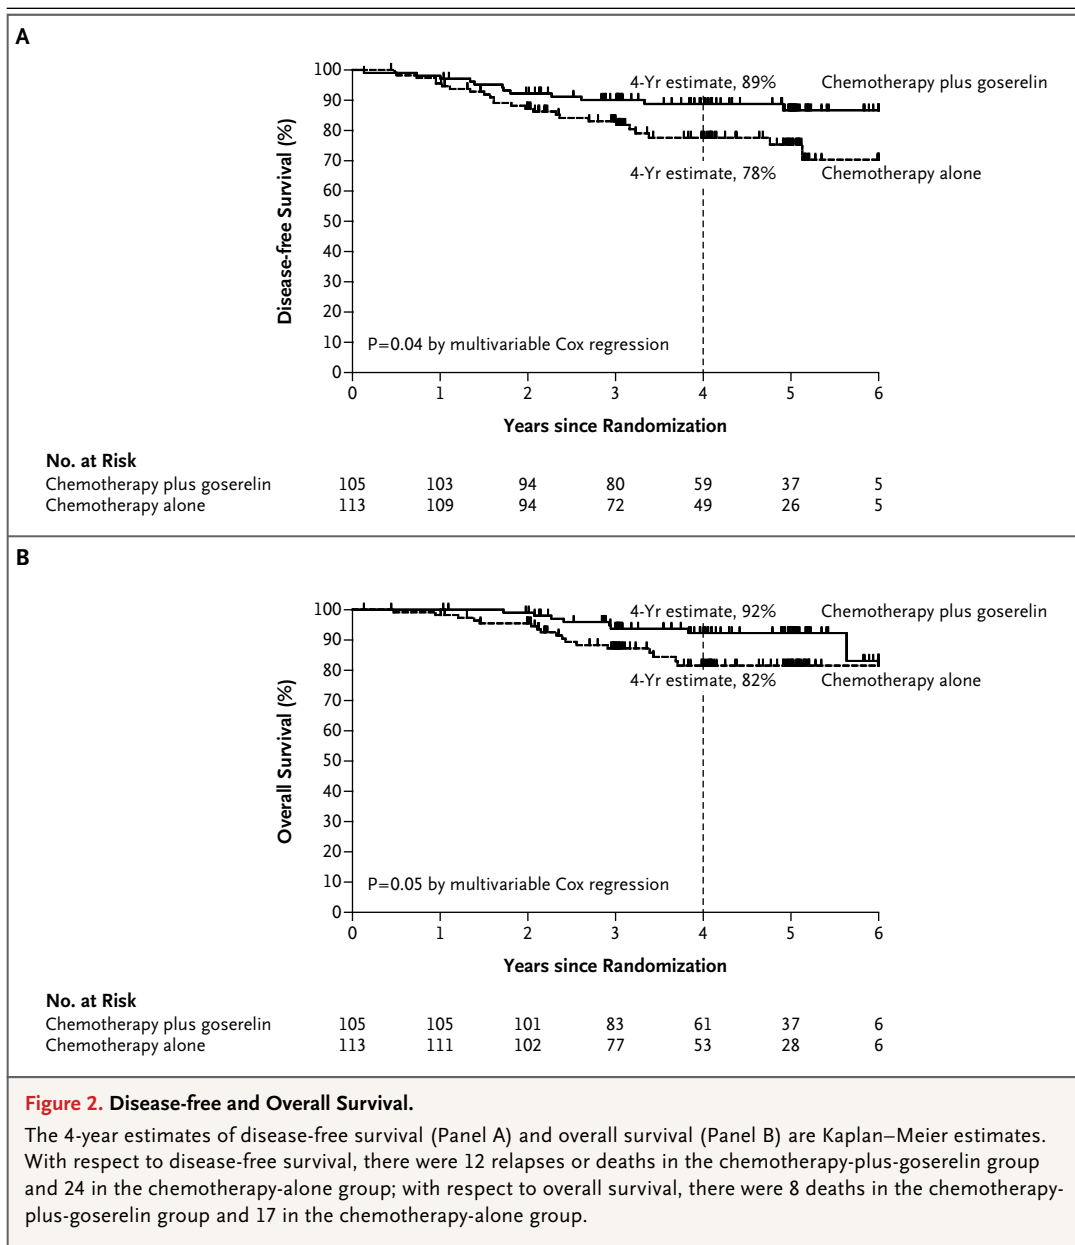 A
100
90
80
70
60
50
40
30
20
10
0
Disease-free Survival (%)
4-Yr estimate, 89%
Chemotherapy plus goserelin
4-Yr estimate, 78%
Chemotherapy alone
P=0.04 by multivariable Cox regression
0 1 2 3 4 5 6
Years since Randomization
No. at Risk
Chemotherapy plus goserelin 105 103 94 80 59 37 5
Chemotherapy alone 113 109 94 72 49 26 5
B
100
90
80
70
60
50
40
30
20
10
0
Overall Survival (%)
4-Yr estimate, 92%
Chemotherapy plus goserelin
4-Yr estimate, 82%
Chemotherapy alone
P=0.05 by multivariable Cox regression
0 1 2 3 4 5 6
Years since Randomization
No. at Risk
Chemotherapy plus goserelin 105 105 101 83 61 37 6
Chemotherapy alone 113 111 102 77 53 28 6
Figure 2. Disease-free and Overall Survival.
The 4-year estimates of disease-free survival (Panel A) and overall survival (Panel B) are Kaplan–Meier estimates.
With respect to disease-free survival, there were 12 relapses or deaths in the chemotherapy-plus-goserelin group
and 24 in the chemotherapy-alone group; with respect to overall survival, there were 8 deaths in the chemotherapy-
plus-goserelin group and 17 in the chemotherapy-alone group.